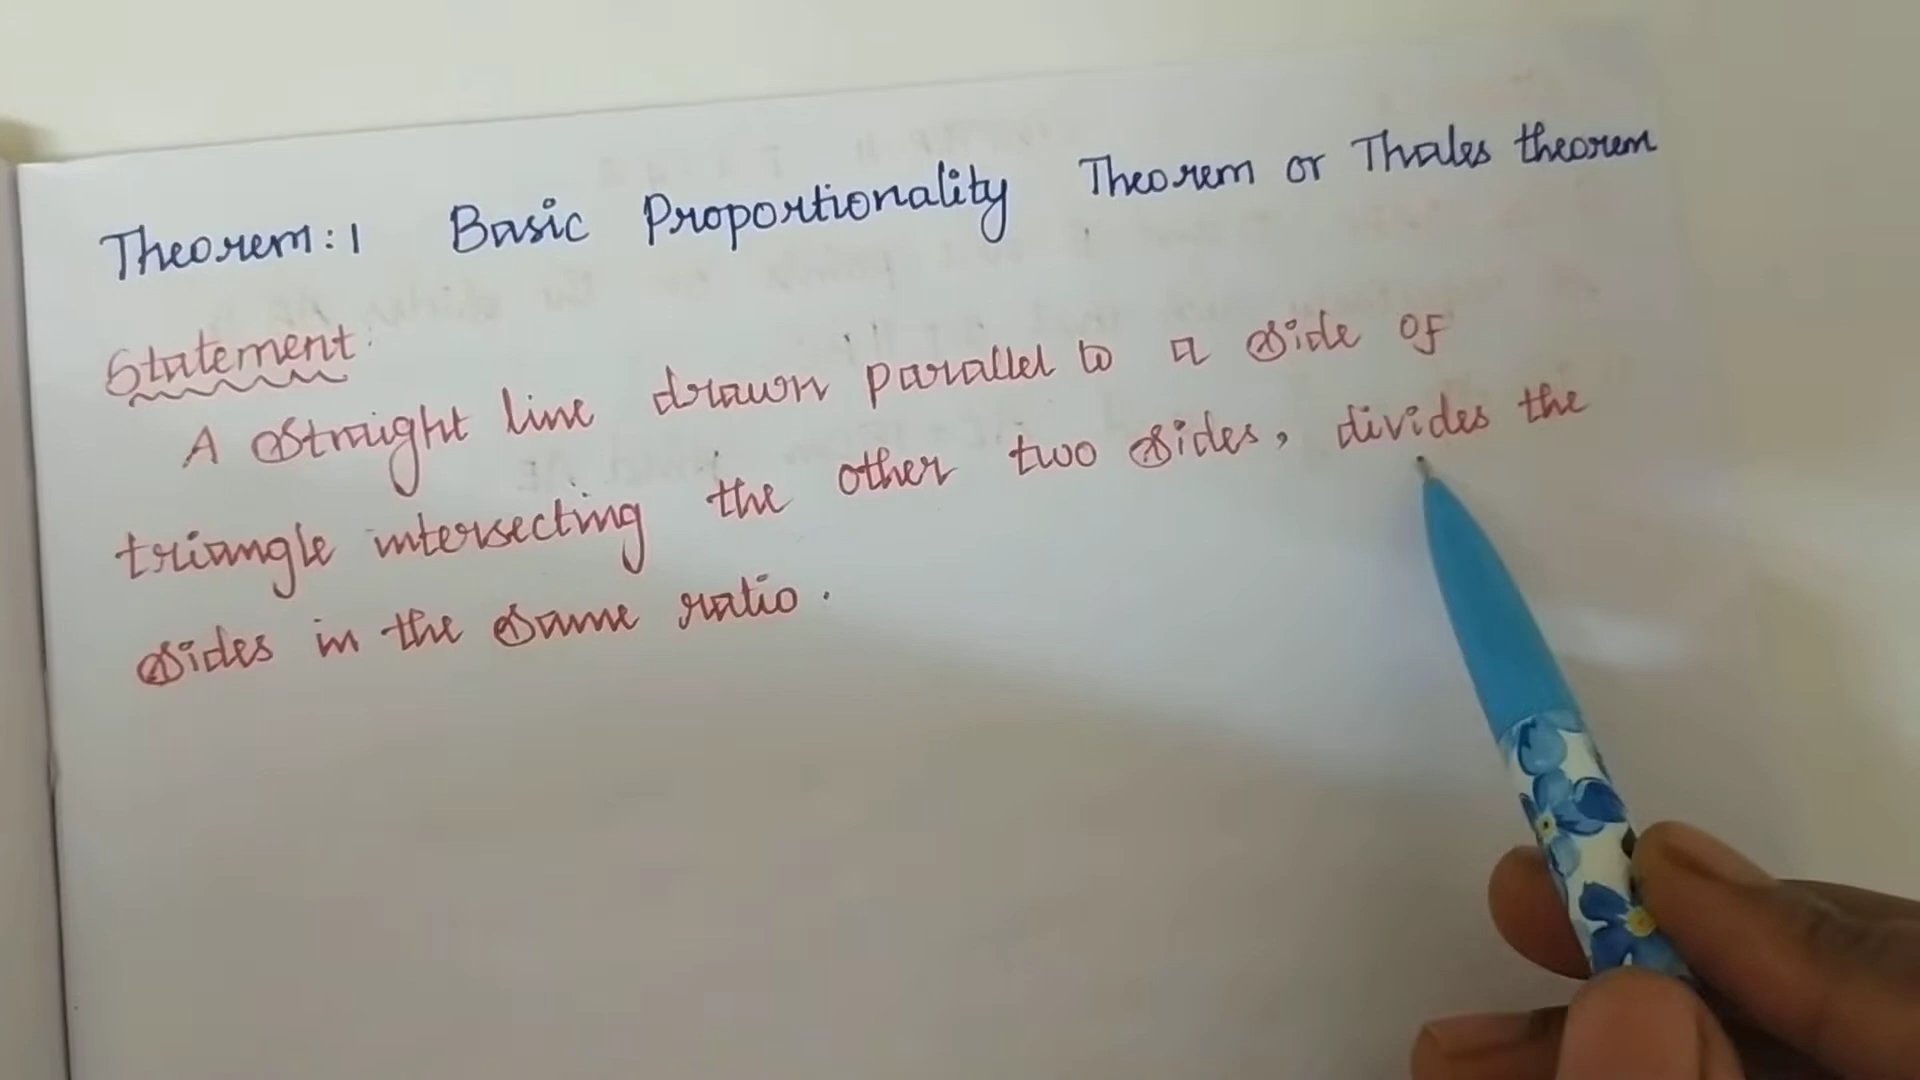 Theorem: 1 Basic Proportionality Theorem or Thales theorem
Statement:
A Straight line drawn parallel to a side of
triangle intersecting the other two sides, divides the
sides in the same ratio.